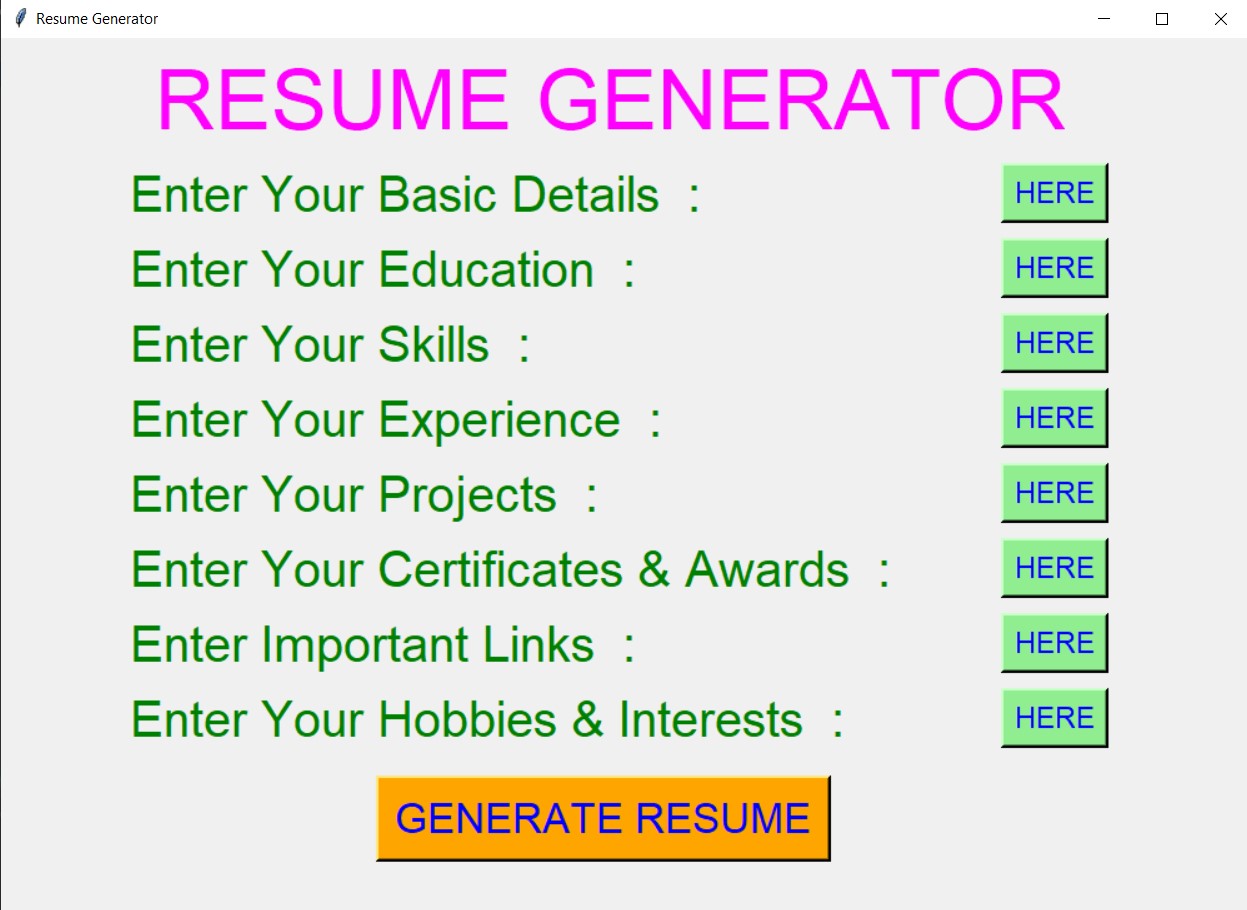 Resume Generator
RESUME GENERATOR
Enter Your Basic Details  : HERE
Enter Your Education  : HERE
Enter Your Skills  : HERE
Enter Your Experience  : HERE
Enter Your Projects  : HERE
Enter Your Certificates & Awards  : HERE
Enter Important Links  : HERE
Enter Your Hobbies & Interests  : HERE
GENERATE RESUME